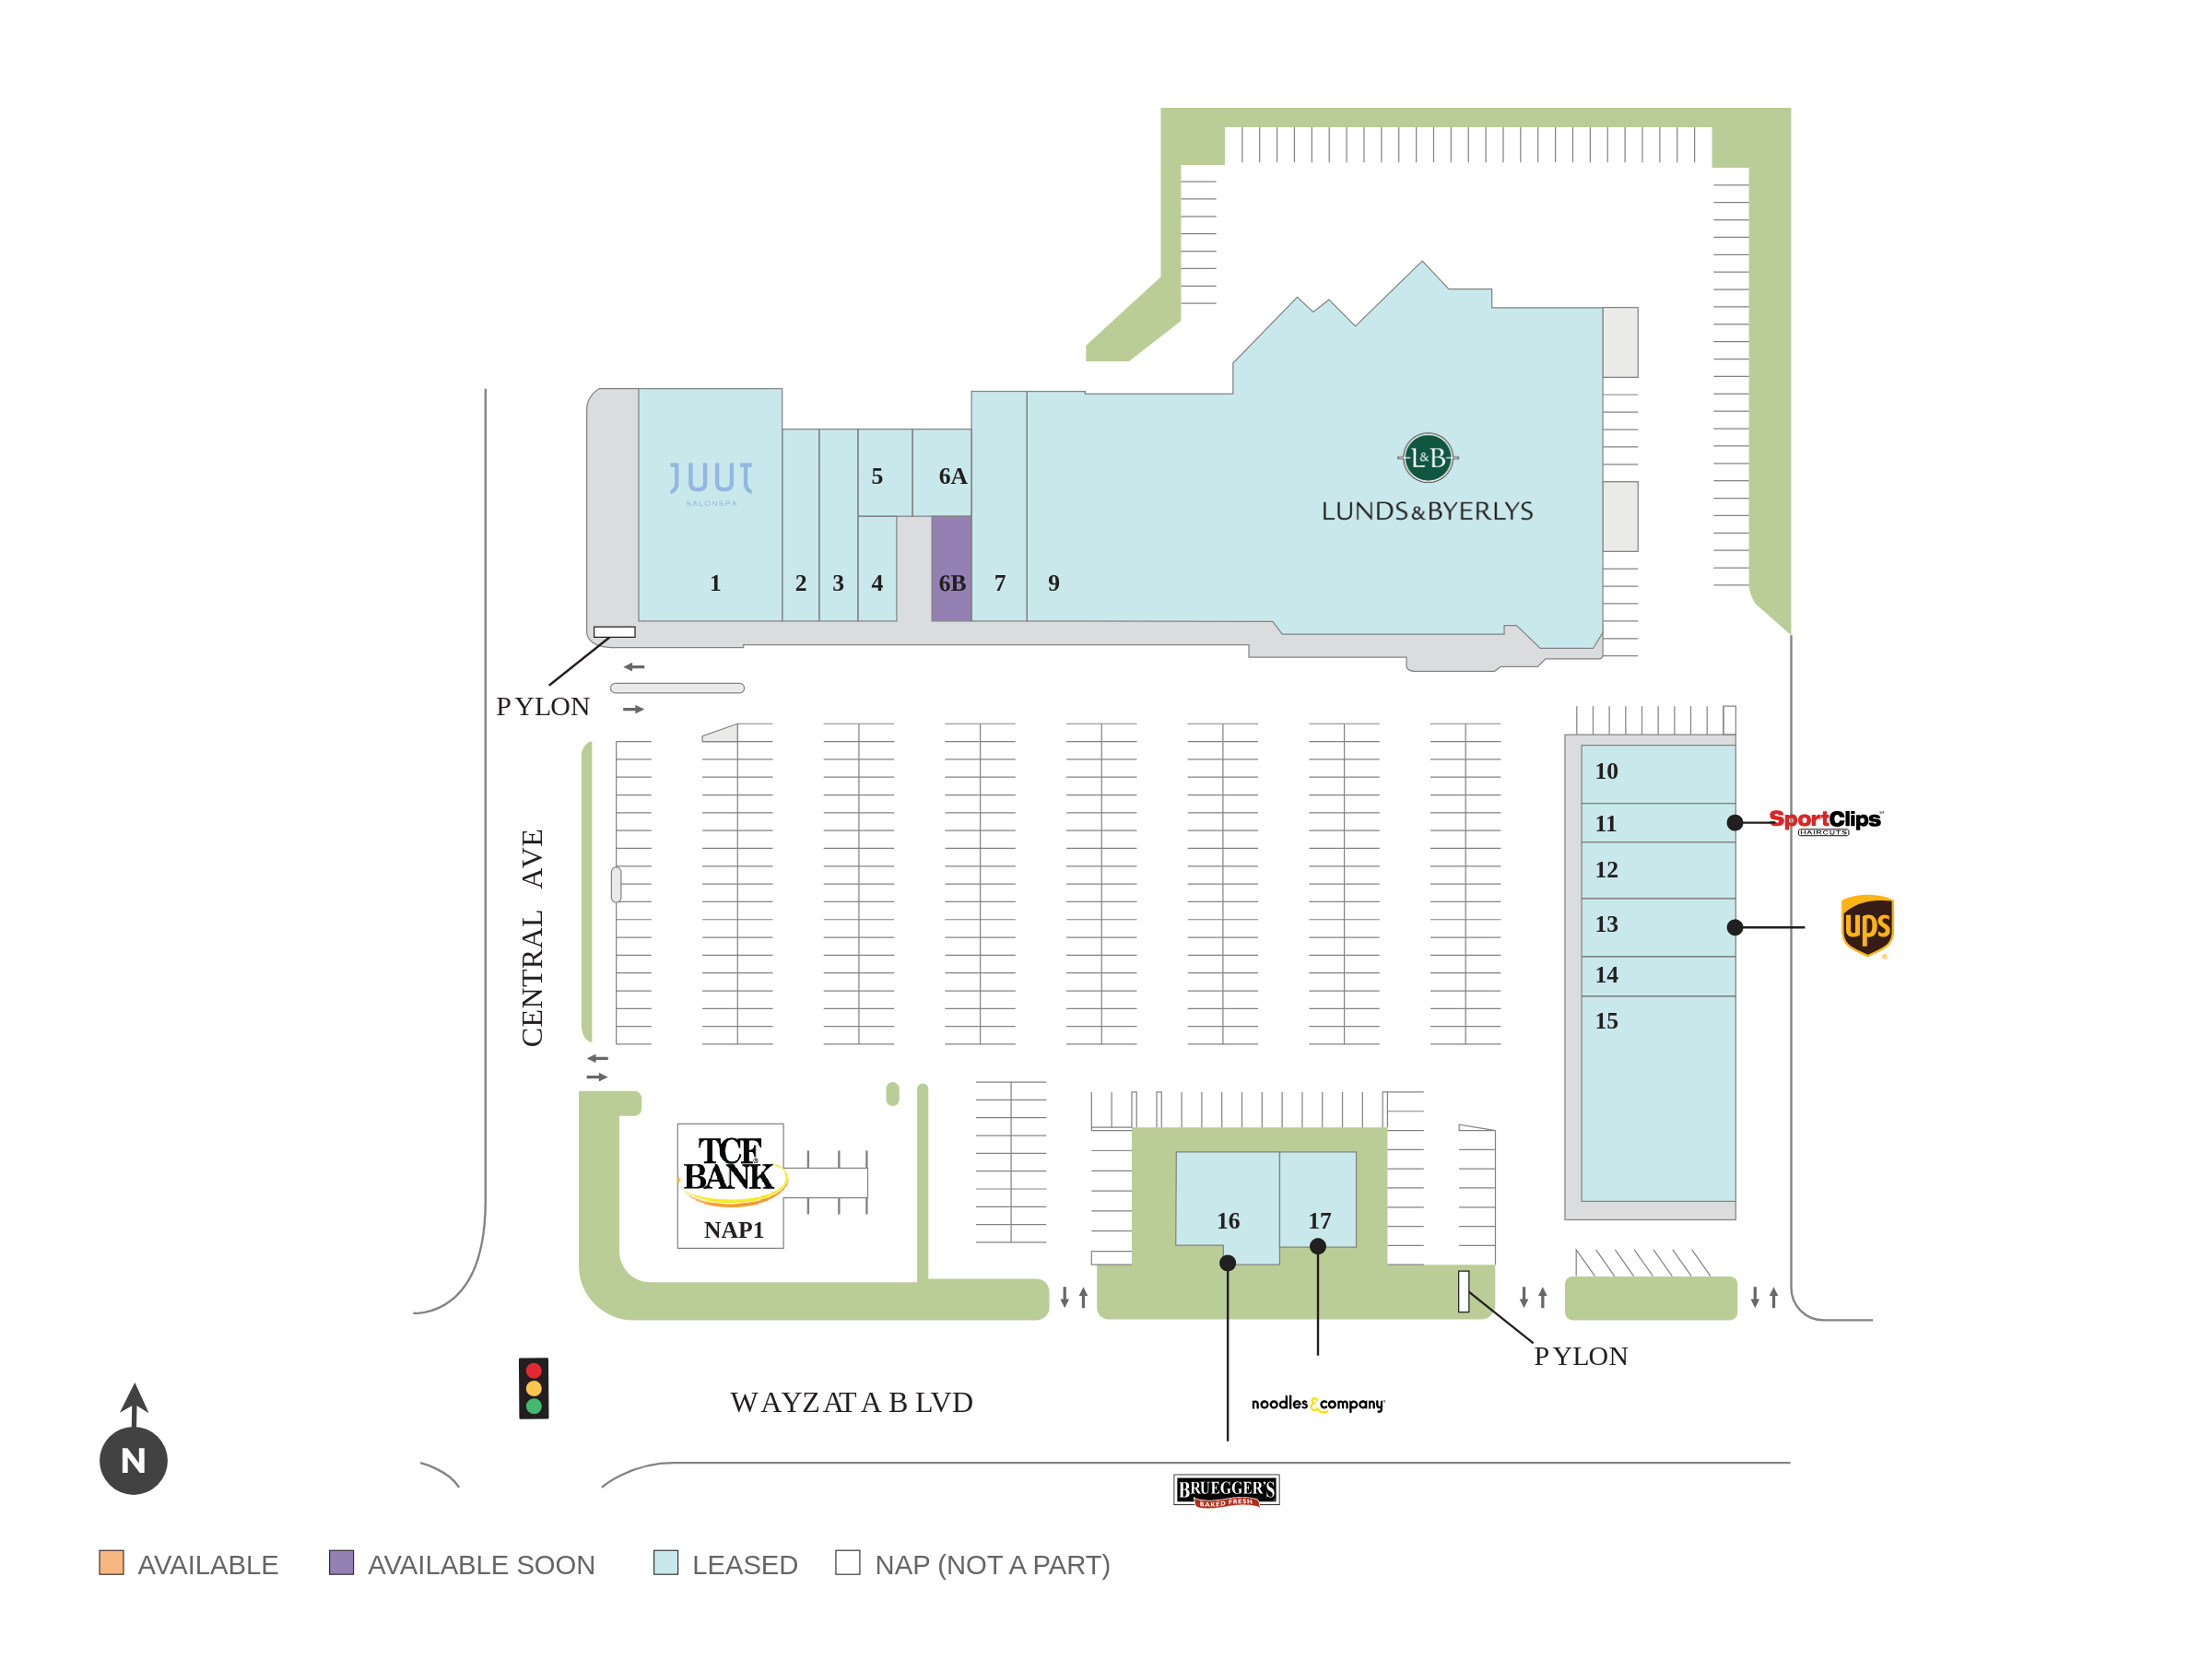 L&B
LUNDS&BYERLYS
JUUT
SALONSPA
5
6A
1
2
3
4
6B
7
9
PYLON
CENTRAL AVE
10
11
SportClips
HAIRCUTS
12
13
ups
14
15
TCF®
BANK
NAP1
16
17
PYLON
WAYZATA BLVD
noodles&company
N
BRUEGGER'S
BAKED FRESH
AVAILABLE
AVAILABLE SOON
LEASED
NAP (NOT A PART)